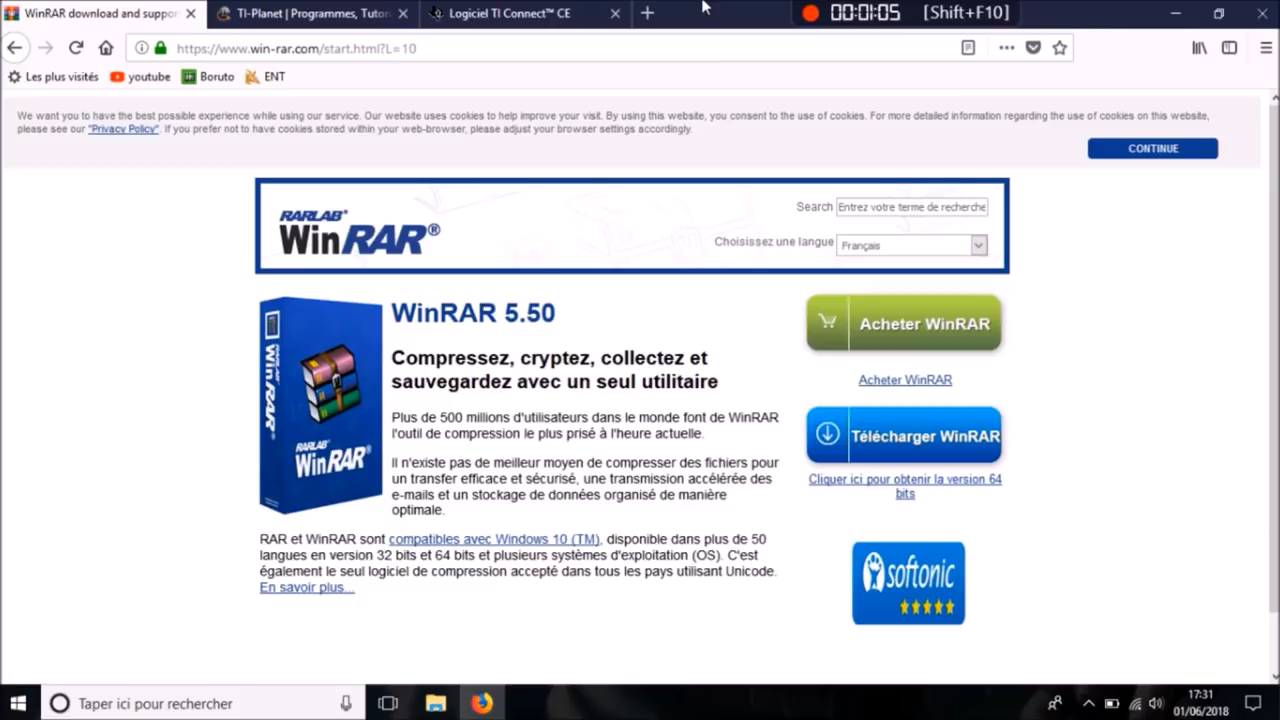 WinRAR download and suppor
TI-Planet | Programmes, Tutor
Logiciel TI Connect™ CE
00:01:05 [Shift+F10]
https://www.win-rar.com/start.html?L=10
Les plus visités
youtube
Boruto
ENT
We want you to have the best possible experience while using our service. Our website uses cookies to help improve your visit. By using this website, you consent to the use of cookies. For more detailed information regarding the use of cookies on this website,
please see our "Privacy Policy". If you prefer not to have cookies stored within your web-browser, please adjust your browser settings accordingly.
CONTINUE
RARLAB®
WinRAR®
Search Entrez votre terme de recherche
Choisissez une langue Français
WinRAR 5.50
Compressez, cryptez, collectez et
sauvegardez avec un seul utilitaire
Plus de 500 millions d'utilisateurs dans le monde font de WinRAR
l'outil de compression le plus prisé à l'heure actuelle.
Il n'existe pas de meilleur moyen de compresser des fichiers pour
un transfer efficace et sécurisé, une transmission accélérée des
e-mails et un stockage de données organisé de manière
optimale.
RAR et WinRAR sont compatibles avec Windows 10 (TM), disponible dans plus de 50
langues en version 32 bits et 64 bits et plusieurs systèmes d'exploitation (OS). C'est
également le seul logiciel de compression accepté dans tous les pays utilisant Unicode.
En savoir plus...
RARLAB®
WinRAR®
WinRAR®
Acheter WinRAR
Acheter WinRAR
Télécharger WinRAR
Cliquer ici pour obtenir la version 64
bits
softonic
Taper ici pour rechercher
17:31
01/06/2018